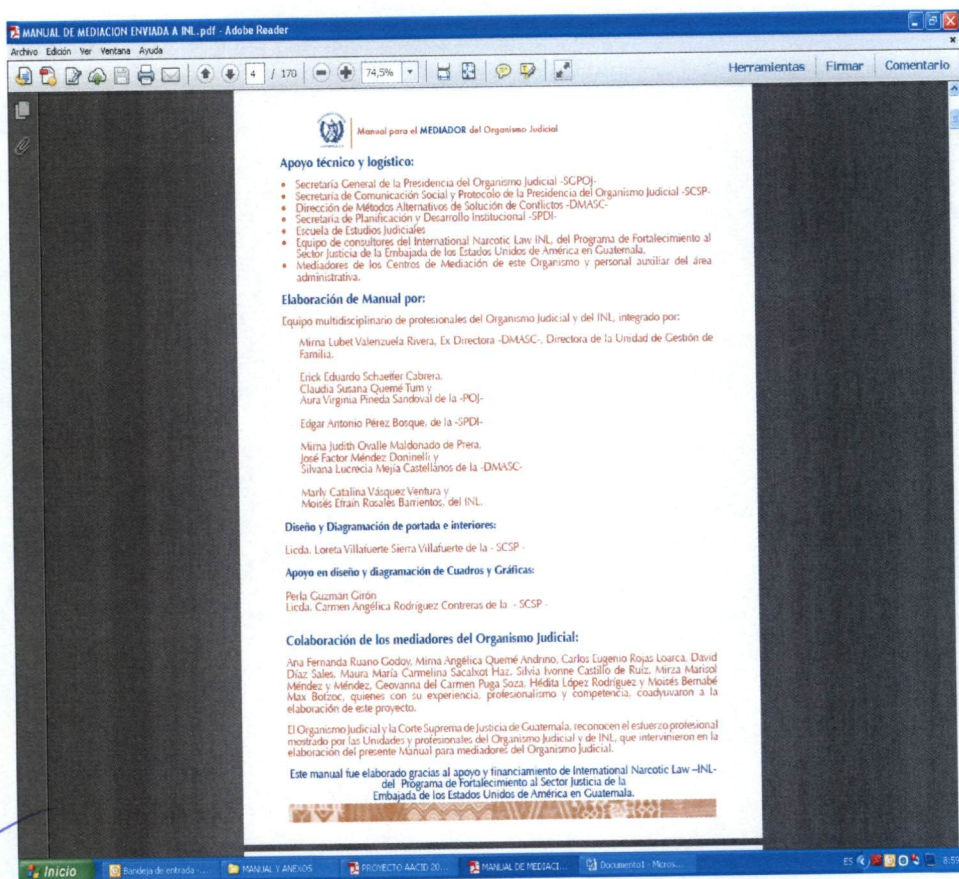 MANUAL DE MEDIACION ENVIADA A INL.pdf - Adobe Reader
Archivo Edición Ver Ventana Ayuda
4 / 170 74,5% Herramientas Firmar Comentario
Manual para el MEDIADOR del Organismo Judicial
Apoyo técnico y logístico:
• Secretaría General de la Presidencia del Organismo Judicial -SGPOJ-
• Secretaría de Comunicación Social y Protocolo de la Presidencia del Organismo Judicial -SCSP-
• Dirección de Métodos Alternativos de Solución de Conflictos -DMASC-
• Secretaría de Planificación y Desarrollo Institucional -SPDI-
• Escuela de Estudios Judiciales
• Equipo de consultores del International Narcotic Law INL, del Programa de Fortalecimiento al
Sector Justicia de la Embajada de los Estados Unidos de América en Guatemala.
• Mediadores de los Centros de Mediación de este Organismo y personal auxiliar del área
administrativa.
Elaboración de Manual por:
Equipo multidisciplinario de profesionales del Organismo Judicial y del INL, integrado por:
Mirna Lubet Valenzuela Rivera, Ex Directora -DMASC-, Directora de la Unidad de Gestión de
Familia.
Erick Eduardo Schaeffer Cabrera,
Claudia Susana Quemé Tum y
Aura Virginia Pineda Sandoval de la -POJ-
Edgar Antonio Pérez Bosque, de la -SPDI-
Mirna Judith Ovalle Maldonado de Prera,
José Factor Méndez Doninelli y
Silvana Lucrecia Mejía Castellanos de la -DMASC-
Marly Catalina Vásquez Ventura y
Moisés Efraín Rosales Barrientos, del INL.
Diseño y Diagramación de portada e interiores:
Licda. Loreta Villafuerte Sierra Villafuerte de la - SCSP -
Apoyo en diseño y diagramación de Cuadros y Gráficas:
Perla Guzmán Girón
Licda. Carmen Angélica Rodríguez Contreras de la - SCSP -
Colaboración de los mediadores del Organismo Judicial:
Ana Fernanda Ruano Godoy, Mirna Angélica Quemé Andrino, Carlos Eugenio Rojas Loarca, David
Díaz Sales, Maura María Carmelina Sacalxot Haz, Silvia Ivonne Castillo de Ruíz, Mirza Marisol
Méndez y Méndez, Geovanna del Carmen Puga Soza, Hédita López Rodríguez y Moisés Bernabé
Max Botzoc, quienes con su experiencia, profesionalismo y competencia, coadyuvaron a la
elaboración de este proyecto.
El Organismo Judicial y la Corte Suprema de Justicia de Guatemala, reconocen el esfuerzo profesional
mostrado por las Unidades y profesionales del Organismo Judicial y de INL, que intervinieron en la
elaboración del presente Manual para mediadores del Organismo Judicial.
Este manual fue elaborado gracias al apoyo y financiamiento de International Narcotic Law –INL-
del Programa de Fortalecimiento al Sector Justicia de la
Embajada de los Estados Unidos de América en Guatemala.
Inicio Bandeja de entrada -... MANUAL Y ANEXOS PROYECTO AACID 20... MANUAL DE MEDIACI... Documento1 - Micros... ES 8:59